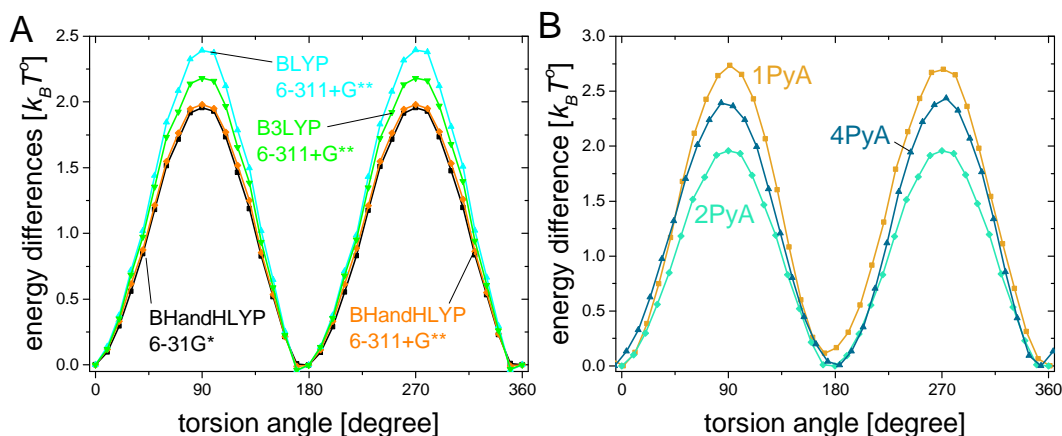 A
energy differences [k_B T^o]
2.5
2.0
1.5
1.0
0.5
0.0
BLYP
6-311+G**
B3LYP
6-311+G**
BHandHLYP
6-31G*
BHandHLYP
6-311+G**
0 90 180 270 360
torsion angle [degree]
B
energy difference [k_B T^o]
3.0
2.5
2.0
1.5
1.0
0.5
0.0
1PyA
4PyA
2PyA
0 90 180 270 360
torsion angle [degree]